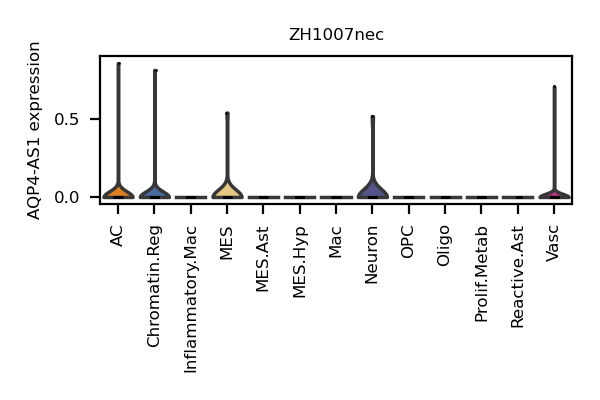 ZH1007nec
AQP4-AS1 expression
0.5
0.0
AC
Chromatin.Reg
Inflammatory.Mac
MES
MES.Ast
MES.Hyp
Mac
Neuron
OPC
Oligo
Prolif.Metab
Reactive.Ast
Vasc